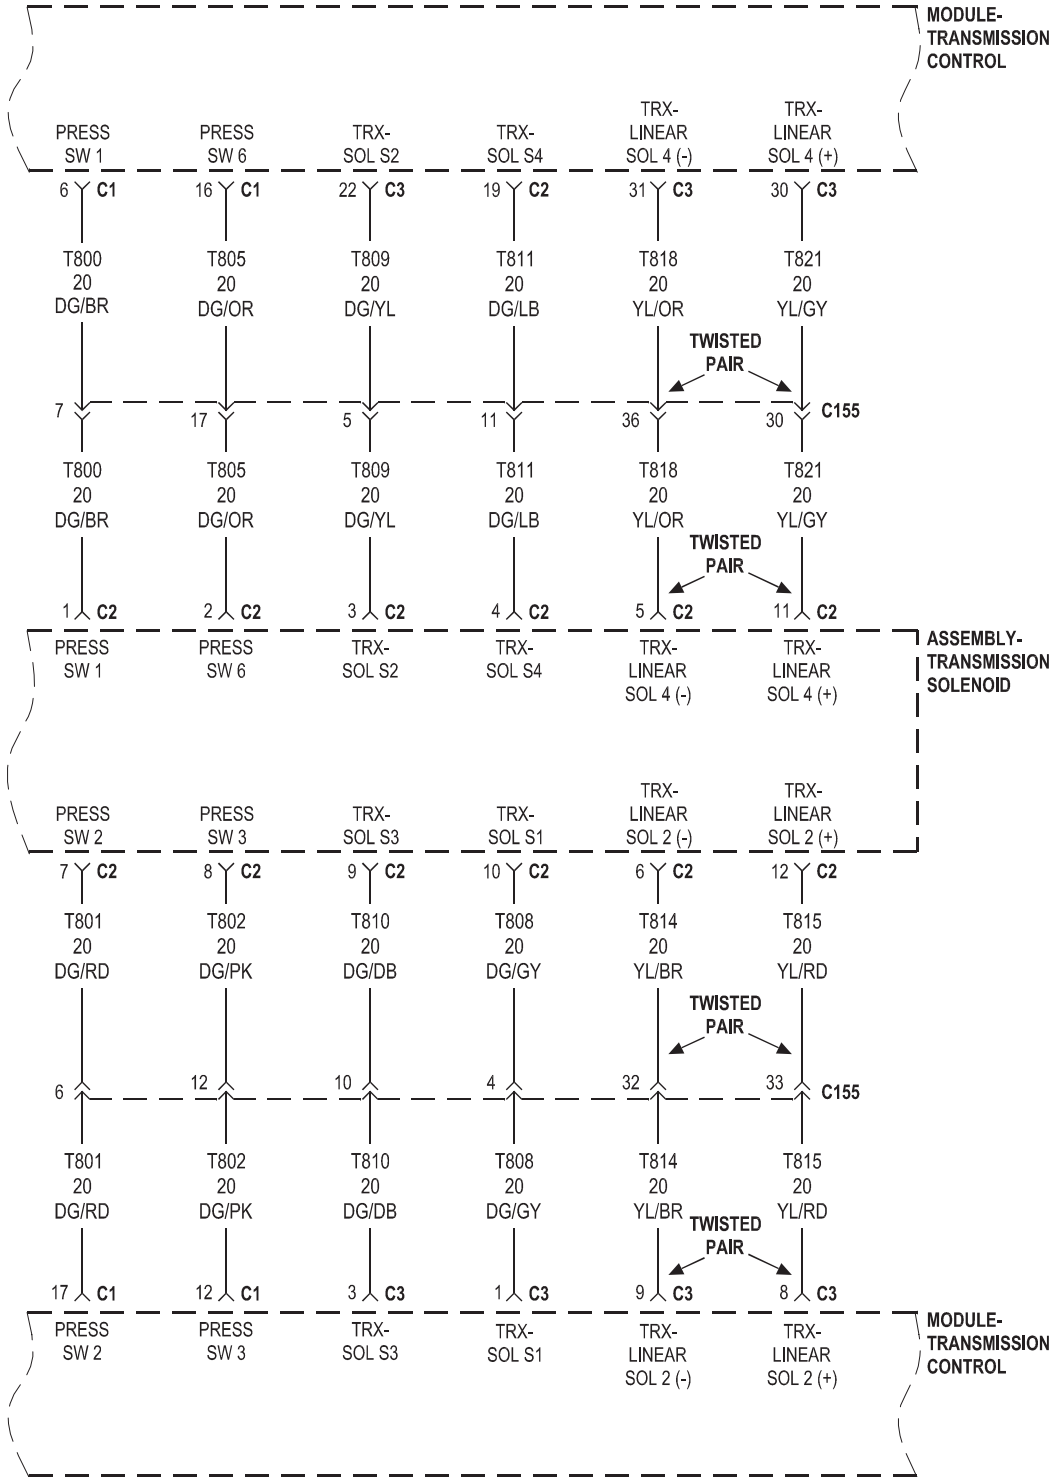 MODULE-
TRANSMISSION
CONTROL
TRX- TRX-
PRESS PRESS TRX- TRX- LINEAR LINEAR
SW 1 SW 6 SOL S2 SOL S4 SOL 4 (-) SOL 4 (+)
6 C1 16 C1 22 C3 19 C2 31 C3 30 C3
T800 T805 T809 T811 T818 T821
20 20 20 20 20 20
DG/BR DG/OR DG/YL DG/LB YL/OR YL/GY
TWISTED
PAIR
7 17 5 11 36 30 C155
T800 T805 T809 T811 T818 T821
20 20 20 20 20 20
DG/BR DG/OR DG/YL DG/LB YL/OR YL/GY
TWISTED
PAIR
1 C2 2 C2 3 C2 4 C2 5 C2 11 C2
ASSEMBLY-
TRANSMISSION
SOLENOID
PRESS PRESS TRX- TRX- TRX- TRX-
SW 1 SW 6 SOL S2 SOL S4 LINEAR LINEAR
SOL 4 (-) SOL 4 (+)
TRX- TRX-
PRESS PRESS TRX- TRX- LINEAR LINEAR
SW 2 SW 3 SOL S3 SOL S1 SOL 2 (-) SOL 2 (+)
7 C2 8 C2 9 C2 10 C2 6 C2 12 C2
T801 T802 T810 T808 T814 T815
20 20 20 20 20 20
DG/RD DG/PK DG/DB DG/GY YL/BR YL/RD
TWISTED
PAIR
6 12 10 4 32 33 C155
T801 T802 T810 T808 T814 T815
20 20 20 20 20 20
DG/RD DG/PK DG/DB DG/GY YL/BR YL/RD
TWISTED
PAIR
17 C1 12 C1 3 C3 1 C3 9 C3 8 C3
MODULE-
TRANSMISSION
CONTROL
PRESS PRESS TRX- TRX- TRX- TRX-
SW 2 SW 3 SOL S3 SOL S1 LINEAR LINEAR
SOL 2 (-) SOL 2 (+)